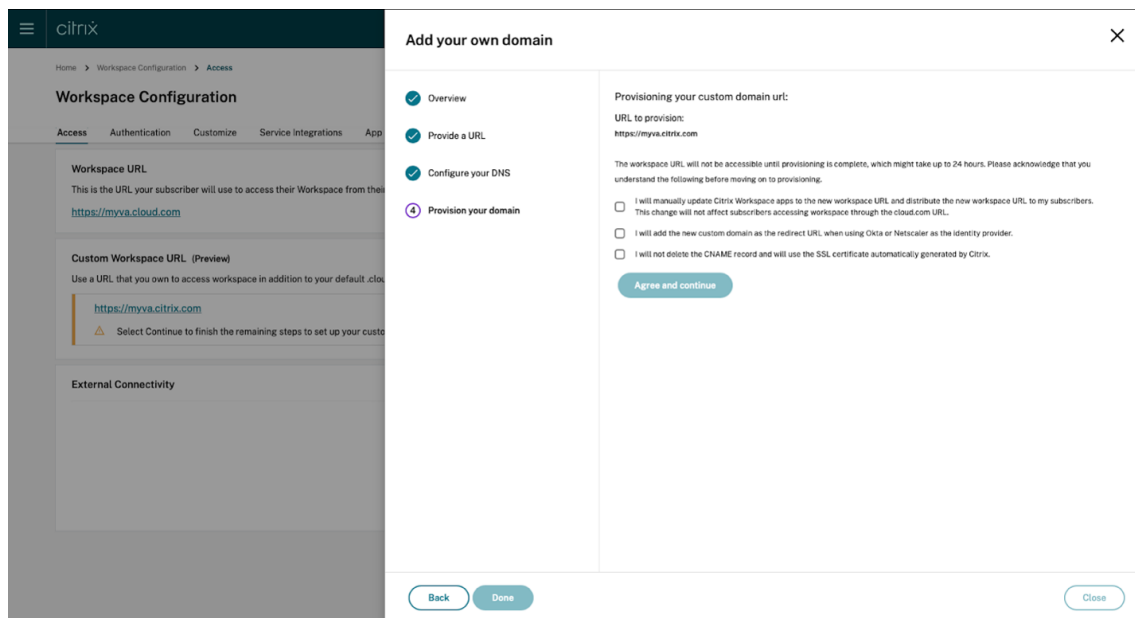 citrix
Home > Workspace Configuration > Access
Workspace Configuration
Access Authentication Customize Service Integrations App
Workspace URL
This is the URL your subscriber will use to access their Workspace from
https://myva.cloud.com
Custom Workspace URL (Preview)
Use a URL that you own to access workspace in addition to your default
https://myva.citrix.com
Select Continue to finish the remaining steps to set up your
External Connectivity
Add your own domain
Overview
Provide a URL
Configure your DNS
4 Provision your domain
Provisioning your custom domain url:
URL to provision:
https://myva.citrix.com
The workspace URL will not be accessible until provisioning is complete, which might take up to 24 hours. Please acknowledge that you
understand the following before moving on to provisioning.
I will manually update Citrix Workspace apps to the new workspace URL and distribute the new workspace URL to my subscribers.
This change will not affect subscribers accessing workspace through the cloud.com URL.
I will add the new custom domain as the redirect URL when using Okta or Netscaler as the identity provider.
I will not delete the CNAME record and will use the SSL certificate automatically generated by Citrix.
Agree and continue
Back Done Close